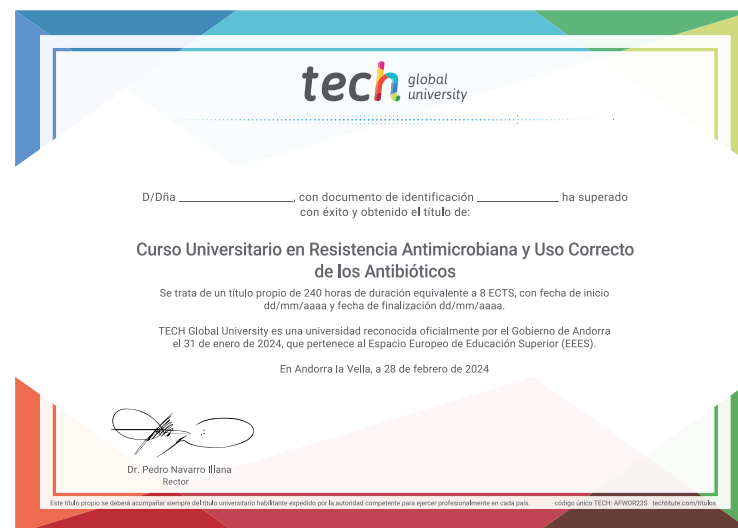 tech global
university
D/Dña ______________, con documento de identificación __________ ha superado
con éxito y obtenido el título de:
Curso Universitario en Resistencia Antimicrobiana y Uso Correcto
de los Antibióticos
Se trata de un título propio de 240 horas de duración equivalente a 8 ECTS, con fecha de inicio
dd/mm/aaaa y fecha de finalización dd/mm/aaaa.
TECH Global University es una universidad reconocida oficialmente por el Gobierno de Andorra
el 31 de enero de 2024, que pertenece al Espacio Europeo de Educación Superior (EEES).
En Andorra la Vella, a 28 de febrero de 2024
Dr. Pedro Navarro Illana
Rector
Este título propio se deberá acompañar siempre del título universitario habilitante expedido por la autoridad competente para ejercer profesionalmente en cada país. código único TECH: AFWOR23S techtitute.com/titulos